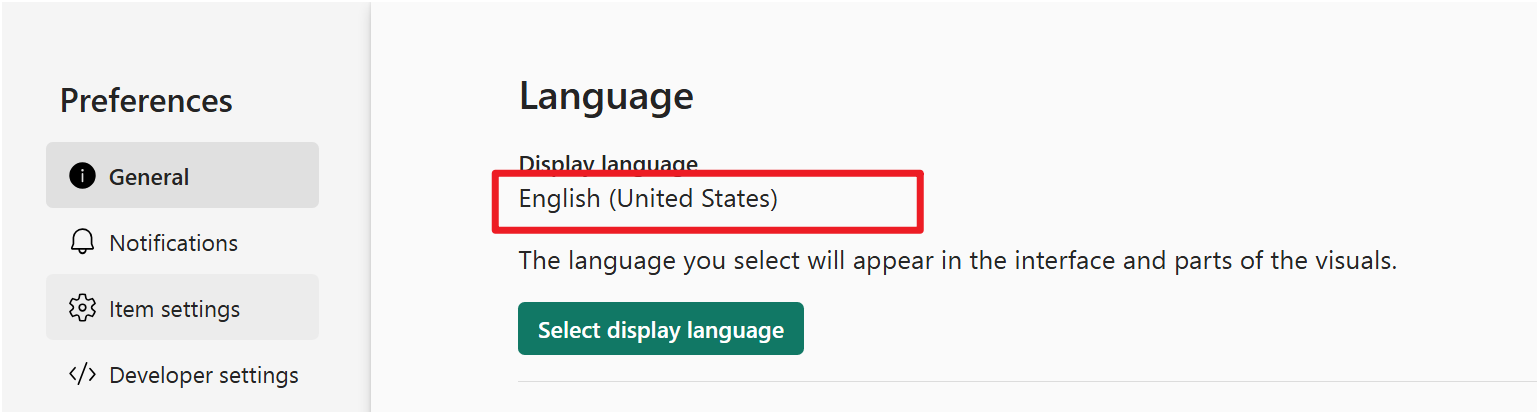 Preferences
General
Notifications
Item settings
Developer settings
Language
Display language
English (United States)
The language you select will appear in the interface and parts of the visuals.
Select display language